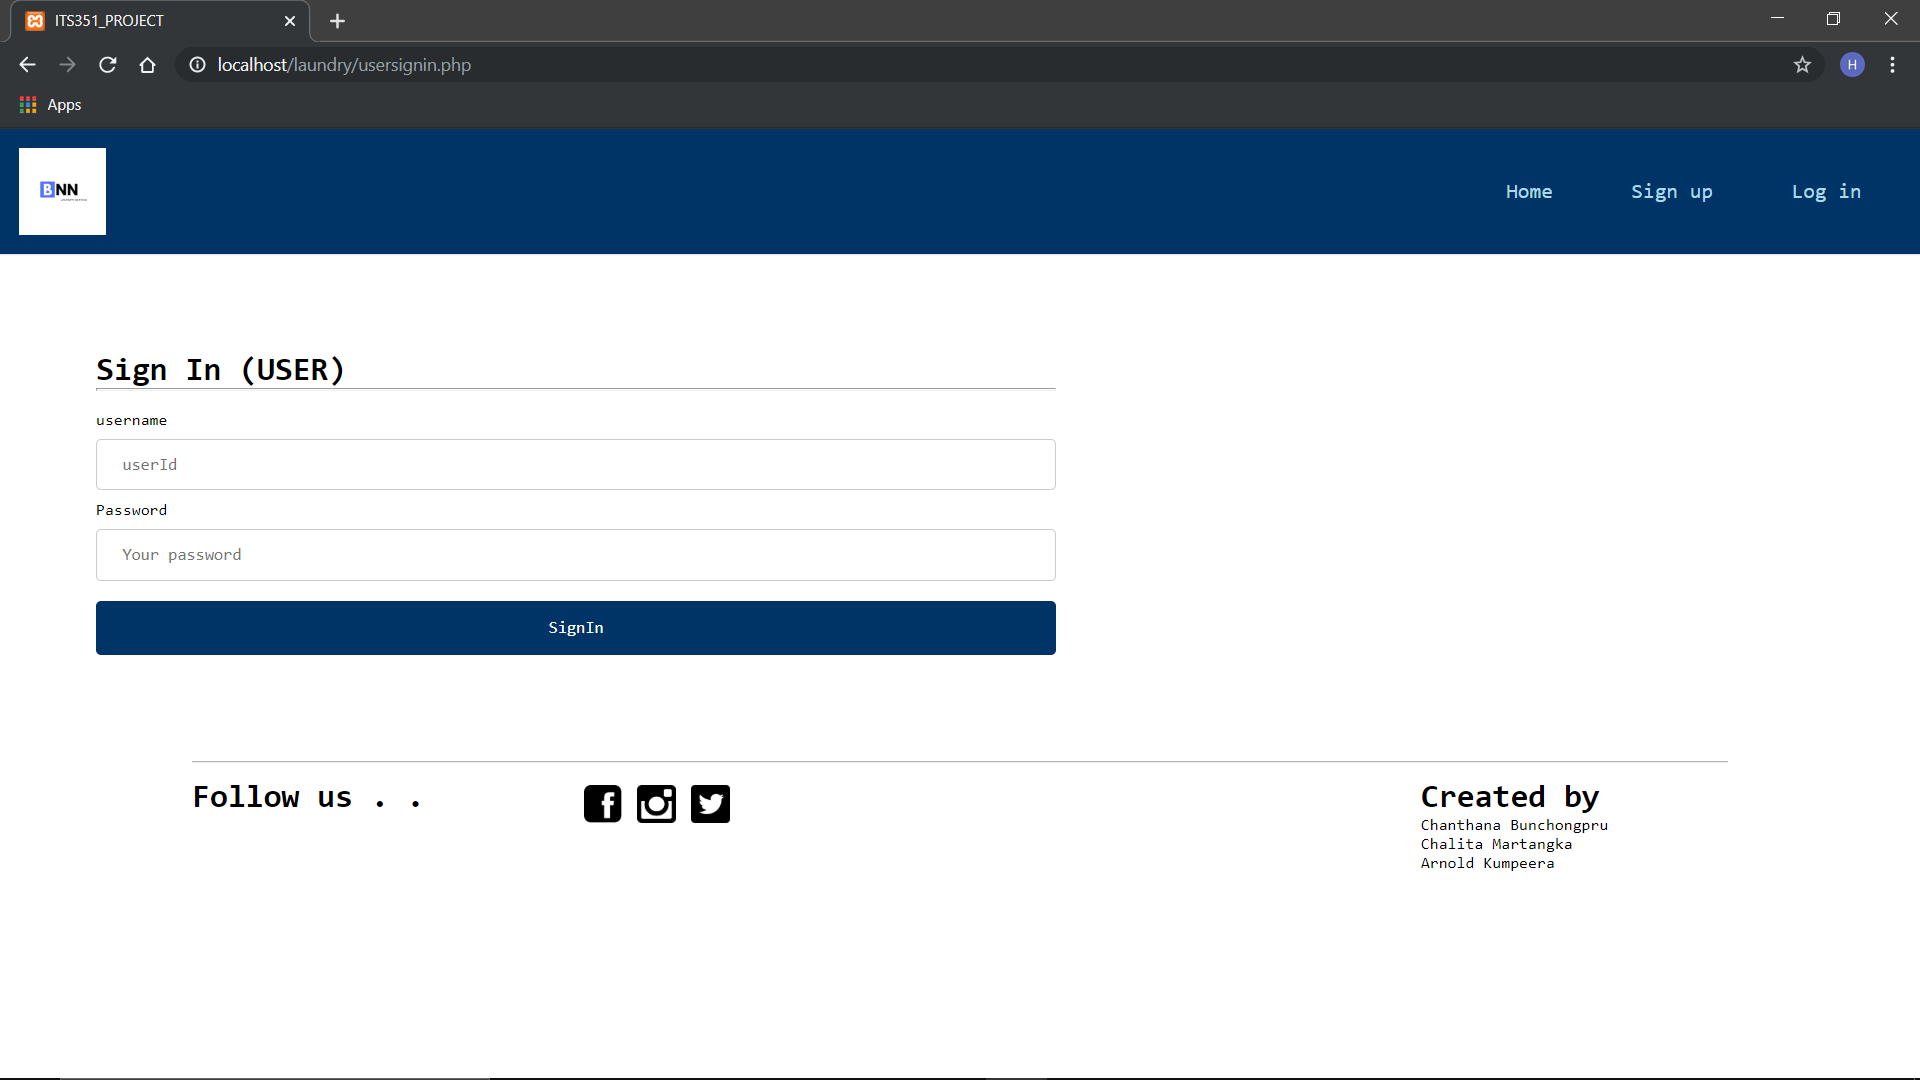 ITS351_PROJECT
localhost/laundry/usersignin.php
H
Apps
BNN
Home
Sign up
Log in
Sign In (USER)
username
userId
Password
Your password
SignIn
Follow us . .
Created by
Chanthana Bunchongpru
Chalita Martangka
Arnold Kumpeera